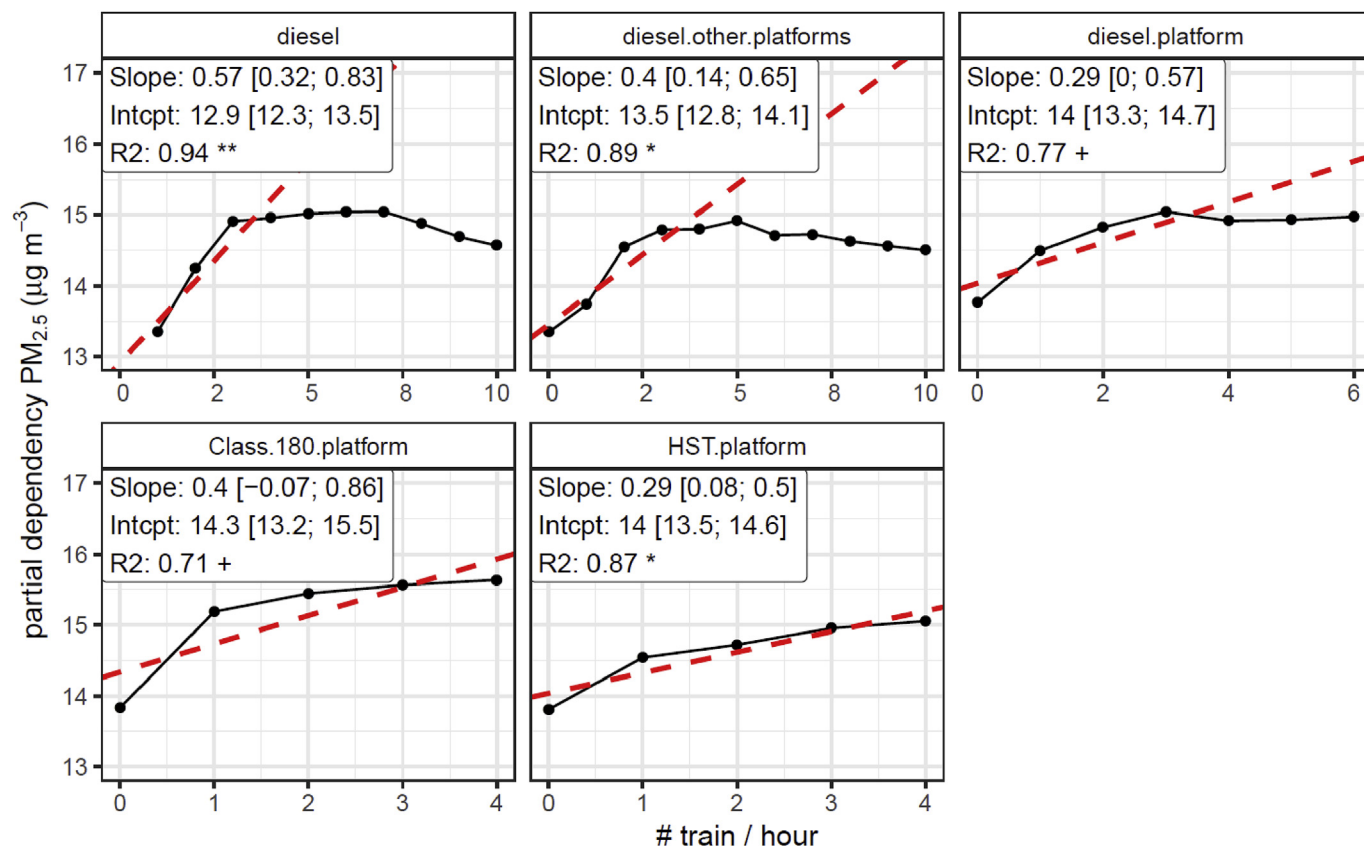 diesel
Slope: 0.57 [0.32; 0.83]
Intcpt: 12.9 [12.3; 13.5]
R2: 0.94 **
diesel.other.platforms
Slope: 0.4 [0.14; 0.65]
Intcpt: 13.5 [12.8; 14.1]
R2: 0.89 *
diesel.platform
Slope: 0.29 [0; 0.57]
Intcpt: 14 [13.3; 14.7]
R2: 0.77 +
17
16
15
14
13
0 2 5 8 10
0 2 5 8 10
0 2 4 6
Class.180.platform
Slope: 0.4 [−0.07; 0.86]
Intcpt: 14.3 [13.2; 15.5]
R2: 0.71 +
HST.platform
Slope: 0.29 [0.08; 0.5]
Intcpt: 14 [13.5; 14.6]
R2: 0.87 *
17
16
15
14
13
0 1 2 3 4
0 1 2 3 4
partial dependency PM2.5 (µg m−3)
# train / hour